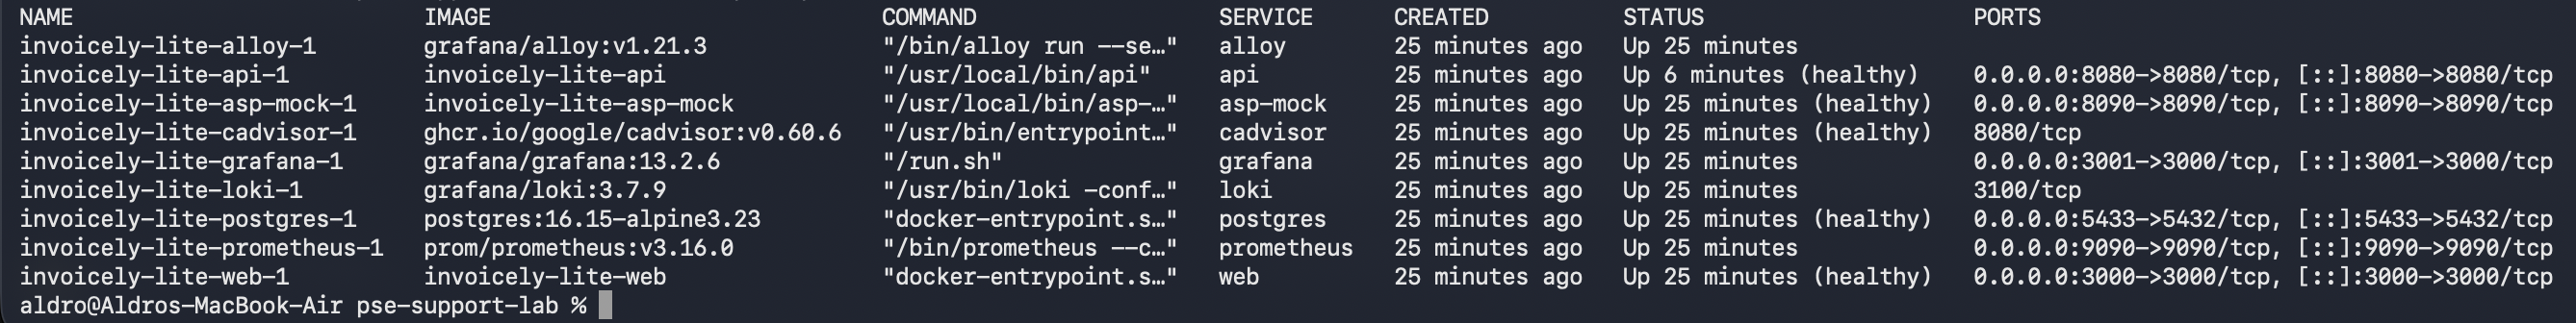 NAME IMAGE COMMAND SERVICE CREATED STATUS PORTS
invoicely-lite-alloy-1 grafana/alloy:v1.21.3 "/bin/alloy run --se…" alloy 25 minutes ago Up 25 minutes
invoicely-lite-api-1 invoicely-lite-api "/usr/local/bin/api" api 25 minutes ago Up 6 minutes (healthy) 0.0.0.0:8080->8080/tcp, [::]:8080->8080/tcp
invoicely-lite-asp-mock-1 invoicely-lite-asp-mock "/usr/local/bin/asp-…" asp-mock 25 minutes ago Up 25 minutes (healthy) 0.0.0.0:8090->8090/tcp, [::]:8090->8090/tcp
invoicely-lite-cadvisor-1 ghcr.io/google/cadvisor:v0.60.6 "/usr/bin/entrypoint…" cadvisor 25 minutes ago Up 25 minutes (healthy) 8080/tcp
invoicely-lite-grafana-1 grafana/grafana:13.2.6 "/run.sh" grafana 25 minutes ago Up 25 minutes 0.0.0.0:3001->3000/tcp, [::]:3001->3000/tcp
invoicely-lite-loki-1 grafana/loki:3.7.9 "/usr/bin/loki -conf…" loki 25 minutes ago Up 25 minutes 3100/tcp
invoicely-lite-postgres-1 postgres:16.15-alpine3.23 "docker-entrypoint.s…" postgres 25 minutes ago Up 25 minutes (healthy) 0.0.0.0:5433->5432/tcp, [::]:5433->5432/tcp
invoicely-lite-prometheus-1 prom/prometheus:v3.16.0 "/bin/prometheus --c…" prometheus 25 minutes ago Up 25 minutes 0.0.0.0:9090->9090/tcp, [::]:9090->9090/tcp
invoicely-lite-web-1 invoicely-lite-web "docker-entrypoint.s…" web 25 minutes ago Up 25 minutes (healthy) 0.0.0.0:3000->3000/tcp, [::]:3000->3000/tcp
aldro@Aldros-MacBook-Air pse-support-lab %